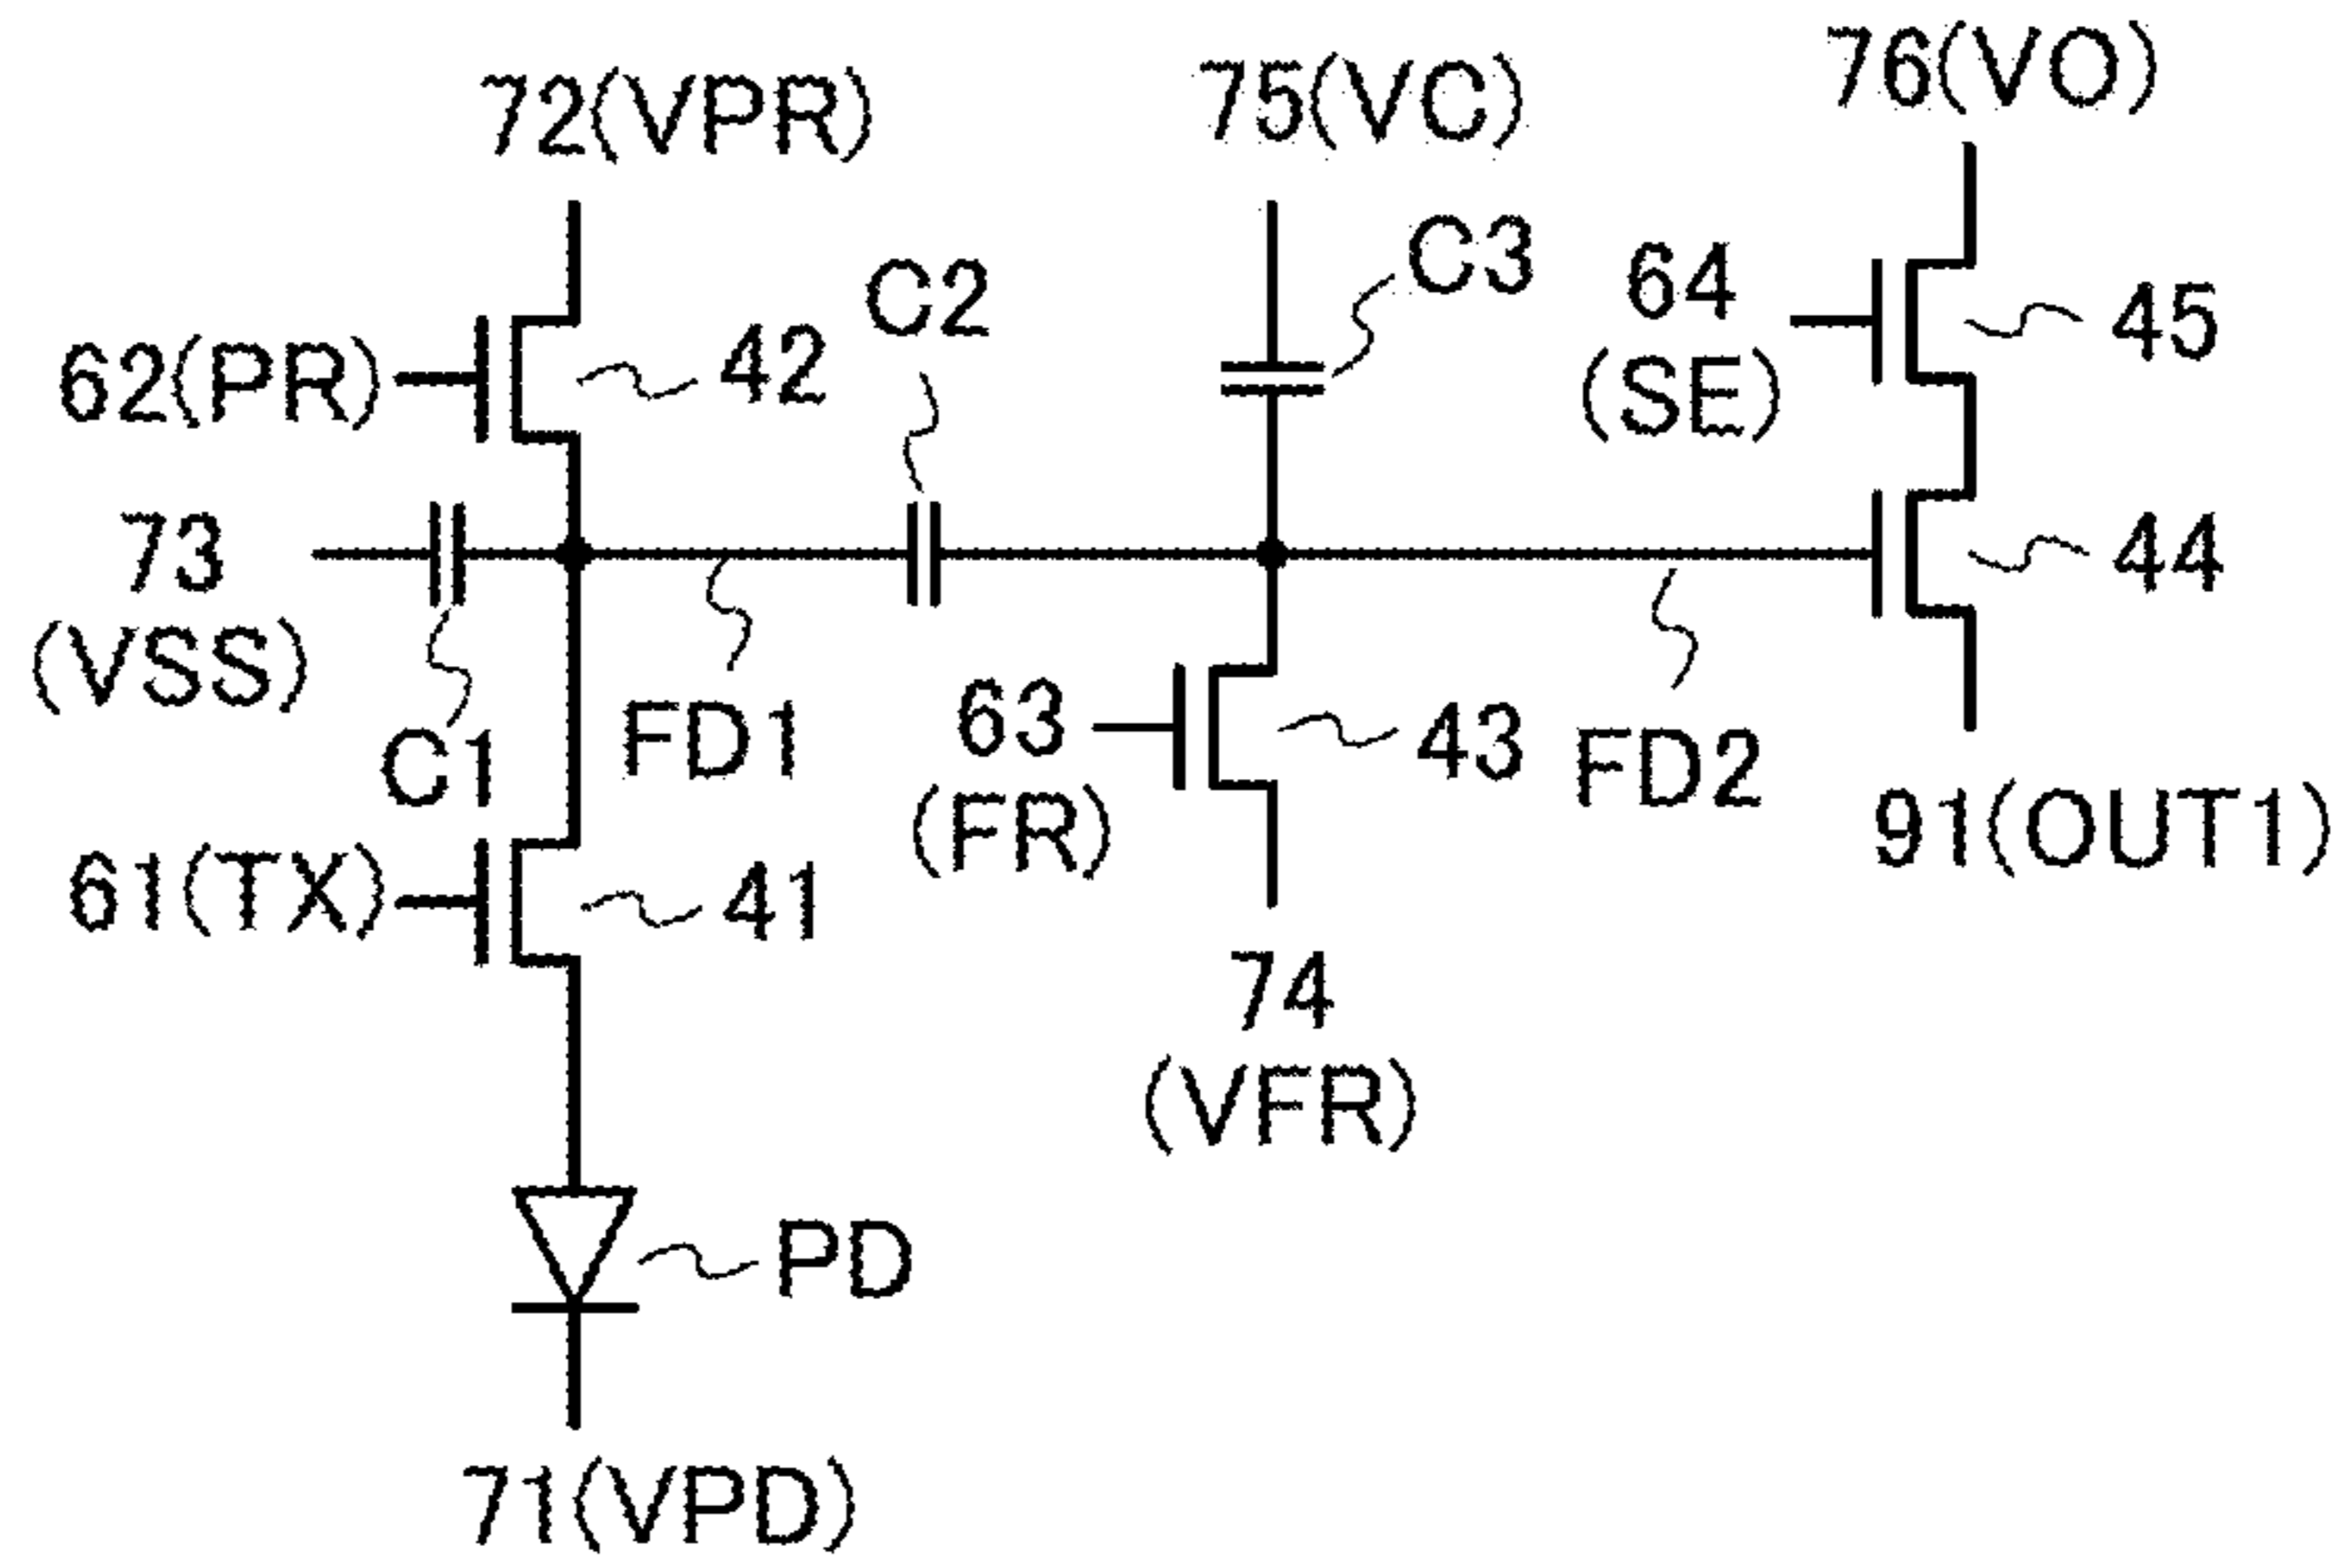 72(VPR)
75(VC)
76(VO)
C2
C3
64
(SE)
45
62(PR)
42
73
(VSS)
44
C1
FD1
63
(FR)
43
FD2
91(OUT1)
61(TX)
41
74
(VFR)
PD
71(VPD)